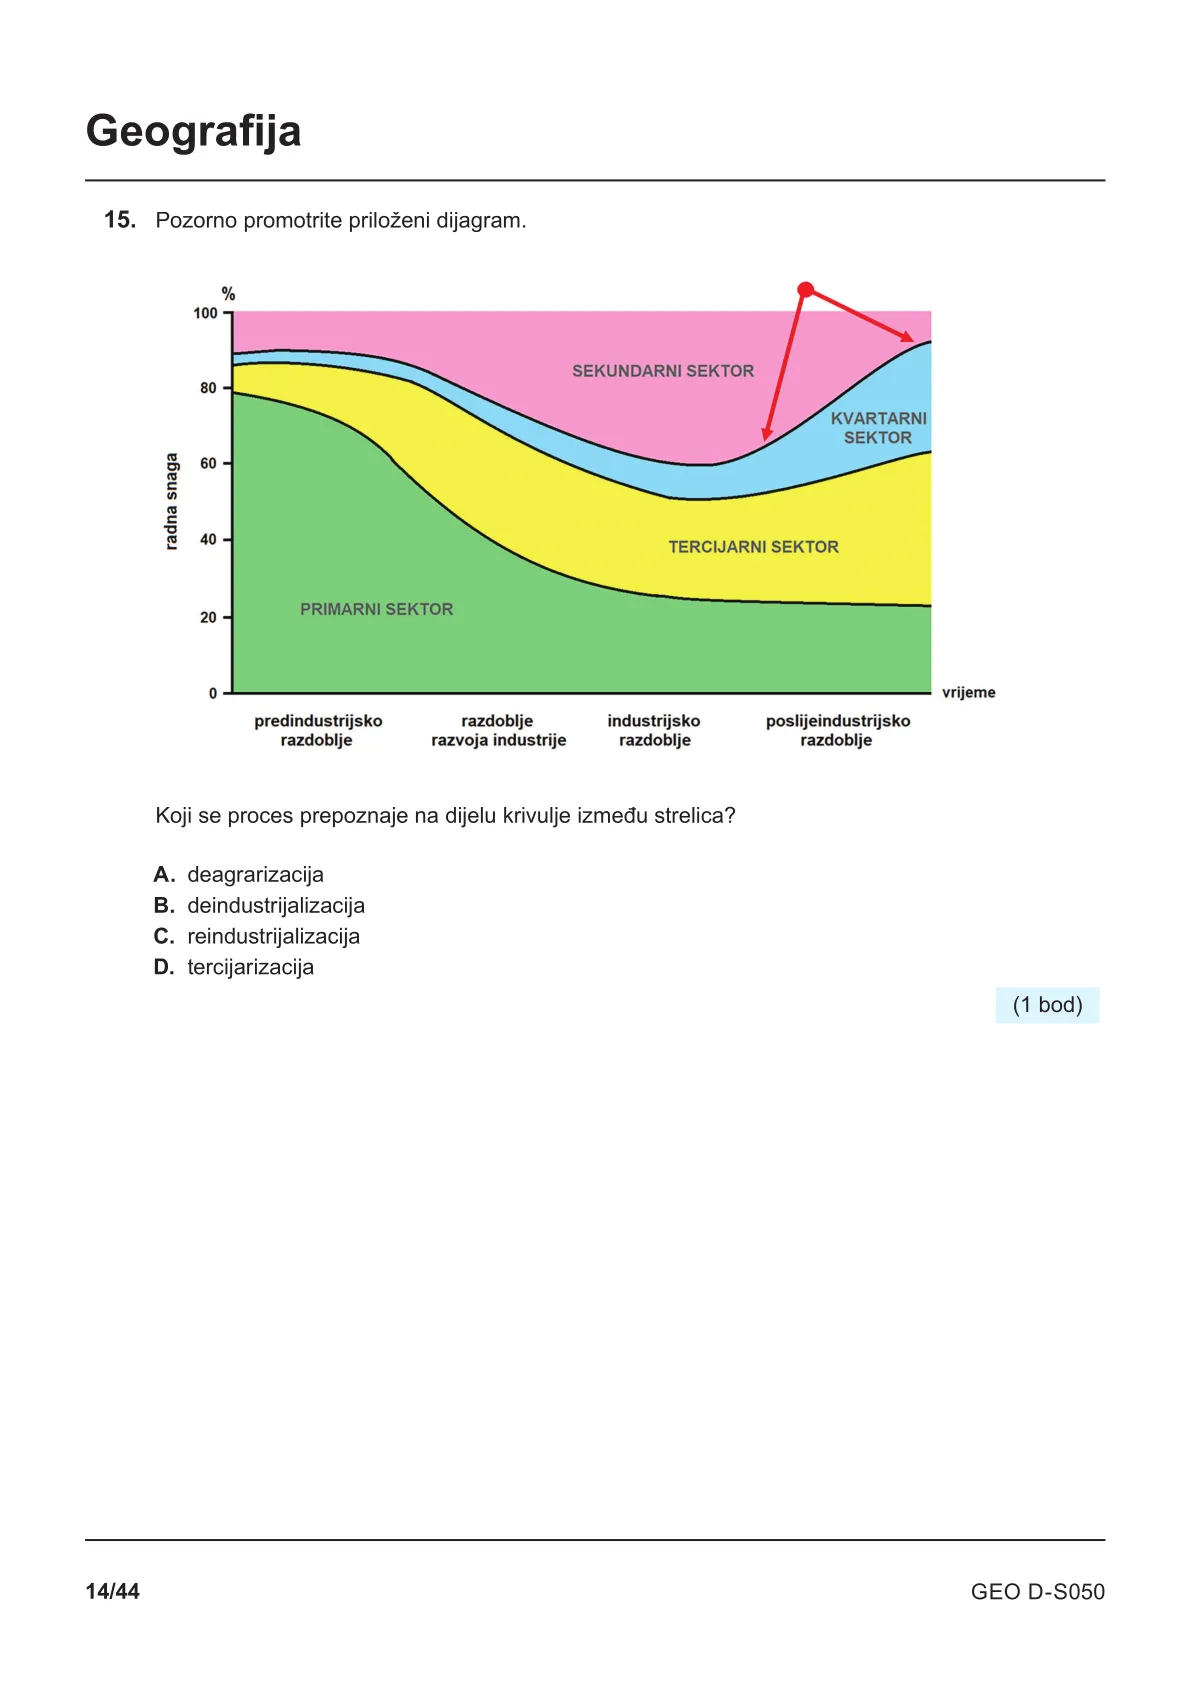 Geografija
15. Pozorno promotrite priloženi dijagram.
%
100
80
60
40
20
0
radna snaga
SEKUNDARNI SEKTOR
KVARTARNI
SEKTOR
TERCIJARNI SEKTOR
PRIMARNI SEKTOR
vrijeme
predindustrijsko
razdoblje
razdoblje
razvoja industrije
industrijsko
razdoblje
poslijeindustrijsko
razdoblje
Koji se proces prepoznaje na dijelu krivulje između strelica?
A. deagrarizacija
B. deindustrijalizacija
C. reindustrijalizacija
D. tercijarizacija
(1 bod)
14/44
GEO D-S050